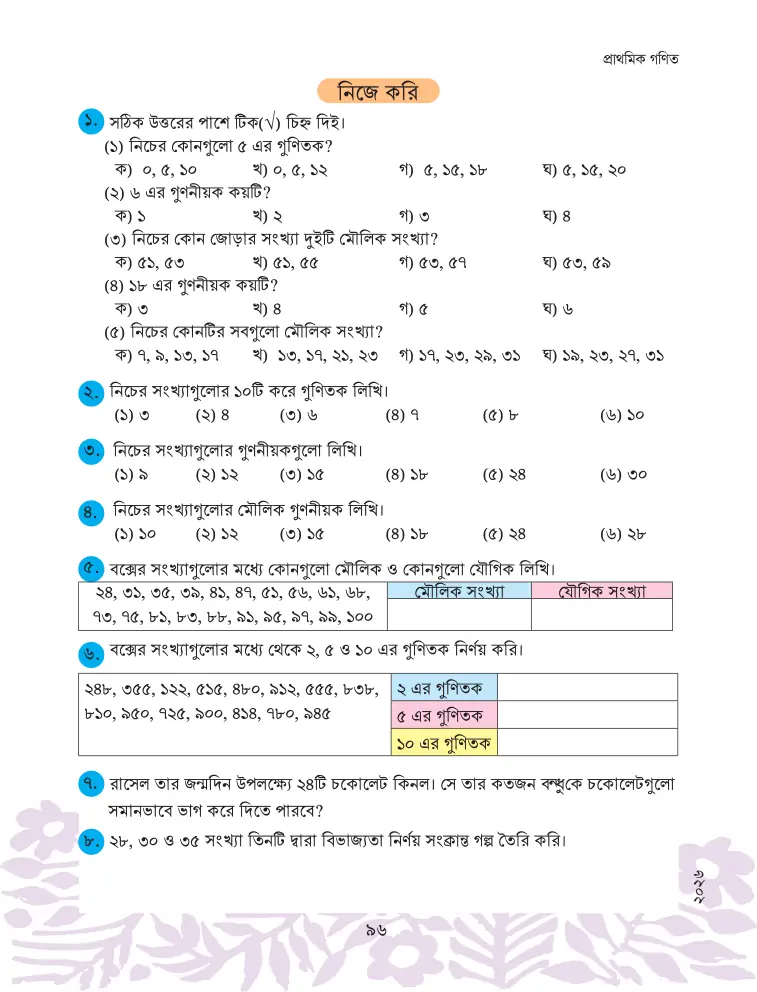 প্রাথমিক গণিত
নিজে করি
১. সঠিক উত্তরের পাশে টিক(√) চিহ্ন দিই।
(১) নিচের কোনগুলো ৫ এর গুণিতক?
ক) ০, ৫, ১০ খ) ০, ৫, ১২ গ) ৫, ১৫, ১৮ ঘ) ৫, ১৫, ২০
(২) ৬ এর গুণনীয়ক কয়টি?
ক) ১ খ) ২ গ) ৩ ঘ) ৪
(৩) নিচের কোন জোড়ার সংখ্যা দুইটি মৌলিক সংখ্যা?
ক) ৫১, ৫৩ খ) ৫১, ৫৫ গ) ৫৩, ৫৭ ঘ) ৫৩, ৫৯
(৪) ১৮ এর গুণনীয়ক কয়টি?
ক) ৩ খ) ৪ গ) ৫ ঘ) ৬
(৫) নিচের কোনটির সবগুলো মৌলিক সংখ্যা?
ক) ৭, ৯, ১৩, ১৭ খ) ১৩, ১৭, ২১, ২৩ গ) ১৭, ২৩, ২৯, ৩১ ঘ) ১৯, ২৩, ২৭, ৩১
২. নিচের সংখ্যাগুলোর ১০টি করে গুণিতক লিখি।
(১) ৩ (২) ৪ (৩) ৬ (৪) ৭ (৫) ৮ (৬) ১০
৩. নিচের সংখ্যাগুলোর গুণনীয়কগুলো লিখি।
(১) ৯ (২) ১২ (৩) ১৫ (৪) ১৮ (৫) ২৪ (৬) ৩০
৪. নিচের সংখ্যাগুলোর মৌলিক গুণনীয়ক লিখি।
(১) ১০ (২) ১২ (৩) ১৫ (৪) ১৮ (৫) ২৪ (৬) ২৮
৫. বক্সের সংখ্যাগুলোর মধ্যে কোনগুলো মৌলিক ও কোনগুলো যৌগিক লিখি।
২৪, ৩১, ৩৫, ৩৯, ৪১, ৪৭, ৫১, ৫৬, ৬১, ৬৮, মৌলিক সংখ্যা যৌগিক সংখ্যা
৭৩, ৭৫, ৮১, ৮৩, ৮৮, ৯১, ৯৫, ৯৭, ৯৯, ১০০
৬. বক্সের সংখ্যাগুলোর মধ্যে থেকে ২, ৫ ও ১০ এর গুণিতক নির্ণয় করি।
২৪৮, ৩৫৫, ১২২, ৫১৫, ৪৮০, ৯১২, ৫৫৫, ৮৩৮, ২ এর গুণিতক
৮১০, ৯৫০, ৭২৫, ৯০০, ৪১৪, ৭৮০, ৯৪৫ ৫ এর গুণিতক
১০ এর গুণিতক
৭. রাসেল তার জন্মদিন উপলক্ষ্যে ২৪টি চকোলেট কিনল। সে তার কতজন বন্ধুকে চকোলেটগুলো
সমানভাবে ভাগ করে দিতে পারবে?
৮. ২৮, ৩০ ও ৩৫ সংখ্যা তিনটি দ্বারা বিভাজ্যতা নির্ণয় সংক্রান্ত গল্প তৈরি করি।
২০২৬
৯৬